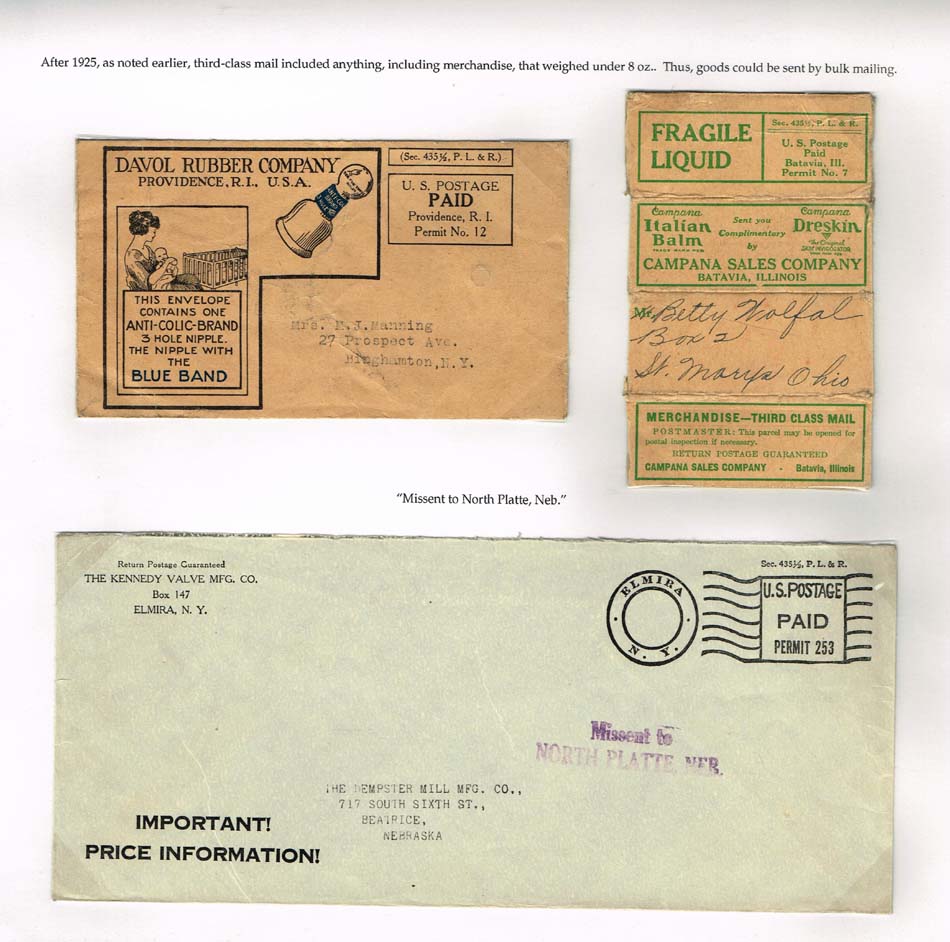 After 1925, as noted earlier, third-class mail included anything, including merchandise, that weighed under 8 oz.. Thus, goods could be sent by bulk mailing.
DAVOL RUBBER COMPANY
PROVIDENCE, R.I., U.S.A.
(Sec. 435½, P. L. & R.)
U. S. POSTAGE
PAID
Providence, R. I.
Permit No. 12
THIS ENVELOPE
CONTAINS ONE
ANTI-COLIC-BRAND
3 HOLE NIPPLE.
THE NIPPLE WITH
THE
BLUE BAND
Mrs. M.J.Manning
27 Prospect Ave.
Binghamton,N.Y.
FRAGILE
LIQUID
Sec. 435½, P. L. & R.
U. S. Postage
Paid
Batavia, Ill.
Permit No. 7
Campana
Italian
Balm
Sent you
Complimentary
by
Campana
Dreskin
The Original
CAMPANA SALES COMPANY
BATAVIA, ILLINOIS
Betty Wolfal
Box 2
St. Marys Ohio
MERCHANDISE—THIRD CLASS MAIL
POSTMASTER: This parcel may be opened for
postal inspection if necessary.
RETURN POSTAGE GUARANTEED
CAMPANA SALES COMPANY - Batavia, Illinois
"Missent to North Platte, Neb."
Return Postage Guaranteed
THE KENNEDY VALVE MFG. CO.
Box 147
ELMIRA, N. Y.
Sec. 435½, P. L. & R.
ELMIRA
N. Y.
U.S. POSTAGE
PAID
PERMIT 253
Missent to
NORTH PLATTE, NEB.
THE DEMPSTER MILL MFG. CO.,
717 SOUTH SIXTH ST.,
BEATRICE,
NEBRASKA
IMPORTANT!
PRICE INFORMATION!